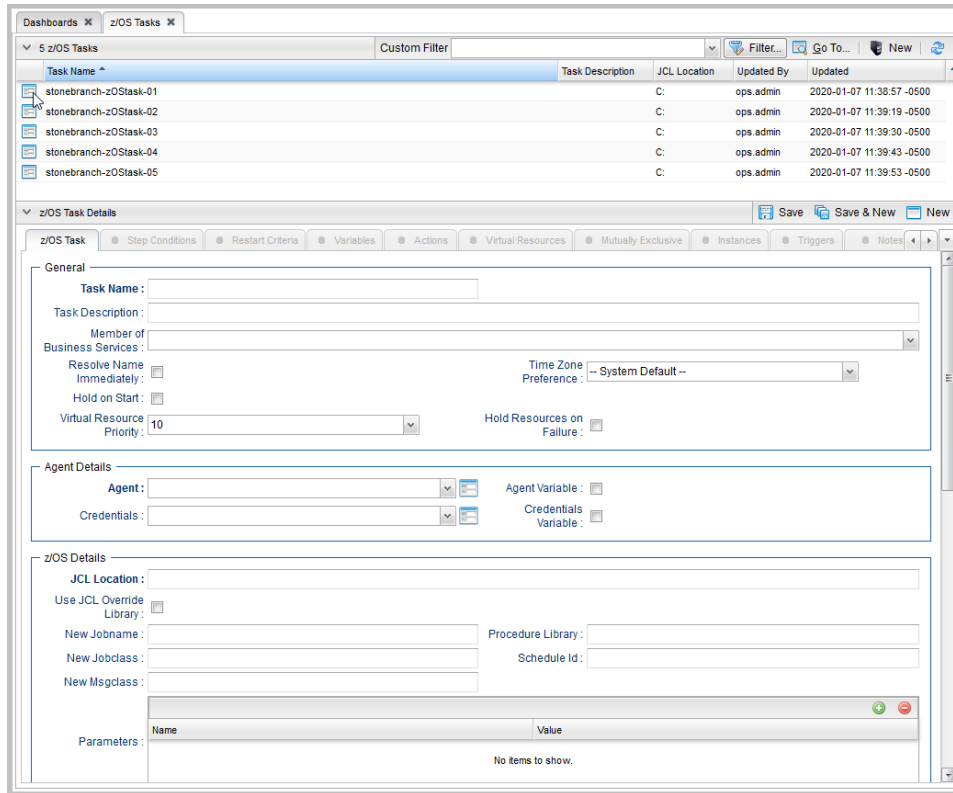 Dashboards z/OS Tasks
5 z/OS Tasks Custom Filter Filter... Go To... New
Task Name Task Description JCL Location Updated By Updated
stonebranch-zOStask-01 C: ops.admin 2020-01-07 11:38:57 -0500
stonebranch-zOStask-02 C: ops.admin 2020-01-07 11:39:19 -0500
stonebranch-zOStask-03 C: ops.admin 2020-01-07 11:39:30 -0500
stonebranch-zOStask-04 C: ops.admin 2020-01-07 11:39:43 -0500
stonebranch-zOStask-05 C: ops.admin 2020-01-07 11:39:53 -0500
z/OS Task Details Save Save & New New
z/OS Task Step Conditions Restart Criteria Variables Actions Virtual Resources Mutually Exclusive Instances Triggers Notes
General
Task Name :
Task Description :
Member of
Business Services :
Resolve Name
Immediately :
Time Zone
Preference : -- System Default --
Hold on Start :
Virtual Resource
Priority : 10
Hold Resources on
Failure :
Agent Details
Agent : Agent Variable :
Credentials :
Credentials
Variable :
z/OS Details
JCL Location :
Use JCL Override
Library :
New Jobname : Procedure Library :
New Jobclass : Schedule Id :
New Msgclass :
Parameters :
Name Value
No items to show.